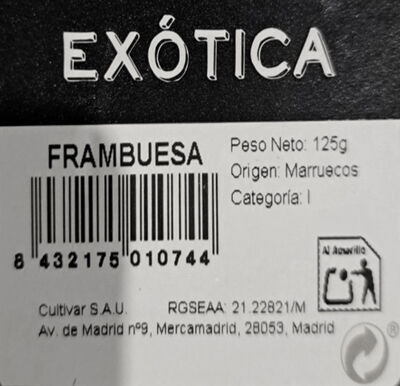 EXÓTICA
FRAMBUESA
Peso Neto: 125g
Origen: Marruecos
Categoría: I
8 432175 010744
Al Amarillo
Cultivar S.A.U. RGSEAA: 21.22821/M
Av. de Madrid nº9, Mercamadrid, 28053, Madrid
®